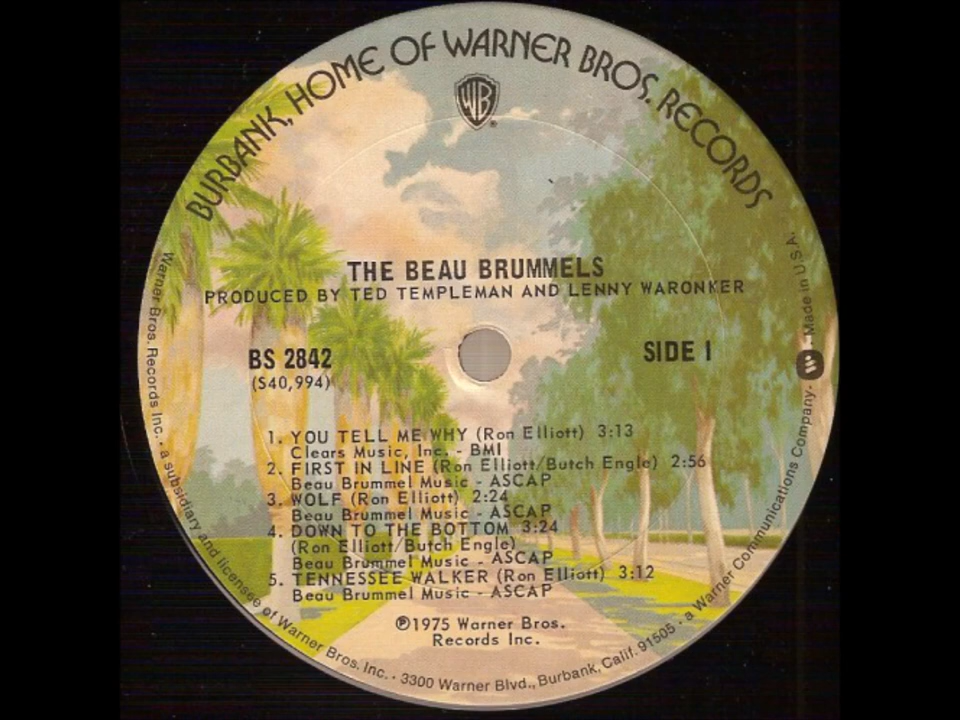 BURBANK, HOME OF WARNER BROS. RECORDS
WB
®
THE BEAU BRUMMELS
PRODUCED BY TED TEMPLEMAN AND LENNY WARONKER
BS 2842
(S40,994)
SIDE 1
1. YOU TELL ME WHY (Ron Elliott) 3:13
Clears Music, Inc. - BMI
2. FIRST IN LINE (Ron Elliott/Butch Engle) 2:56
Beau Brummel Music - ASCAP
3. WOLF (Ron Elliott) 2:24
Beau Brummel Music - ASCAP
4. DOWN TO THE BOTTOM 3:24
(Ron Elliott/Butch Engle)
Beau Brummel Music - ASCAP
5. TENNESSEE WALKER (Ron Elliott) 3:12
Beau Brummel Music - ASCAP
℗1975 Warner Bros.
Records Inc.
Warner Bros. Records Inc. · a subsidiary and licensee of Warner Bros. Inc. · 3300 Warner Blvd., Burbank, Calif. 91505 · a Warner Communications Company · Made in U.S.A.